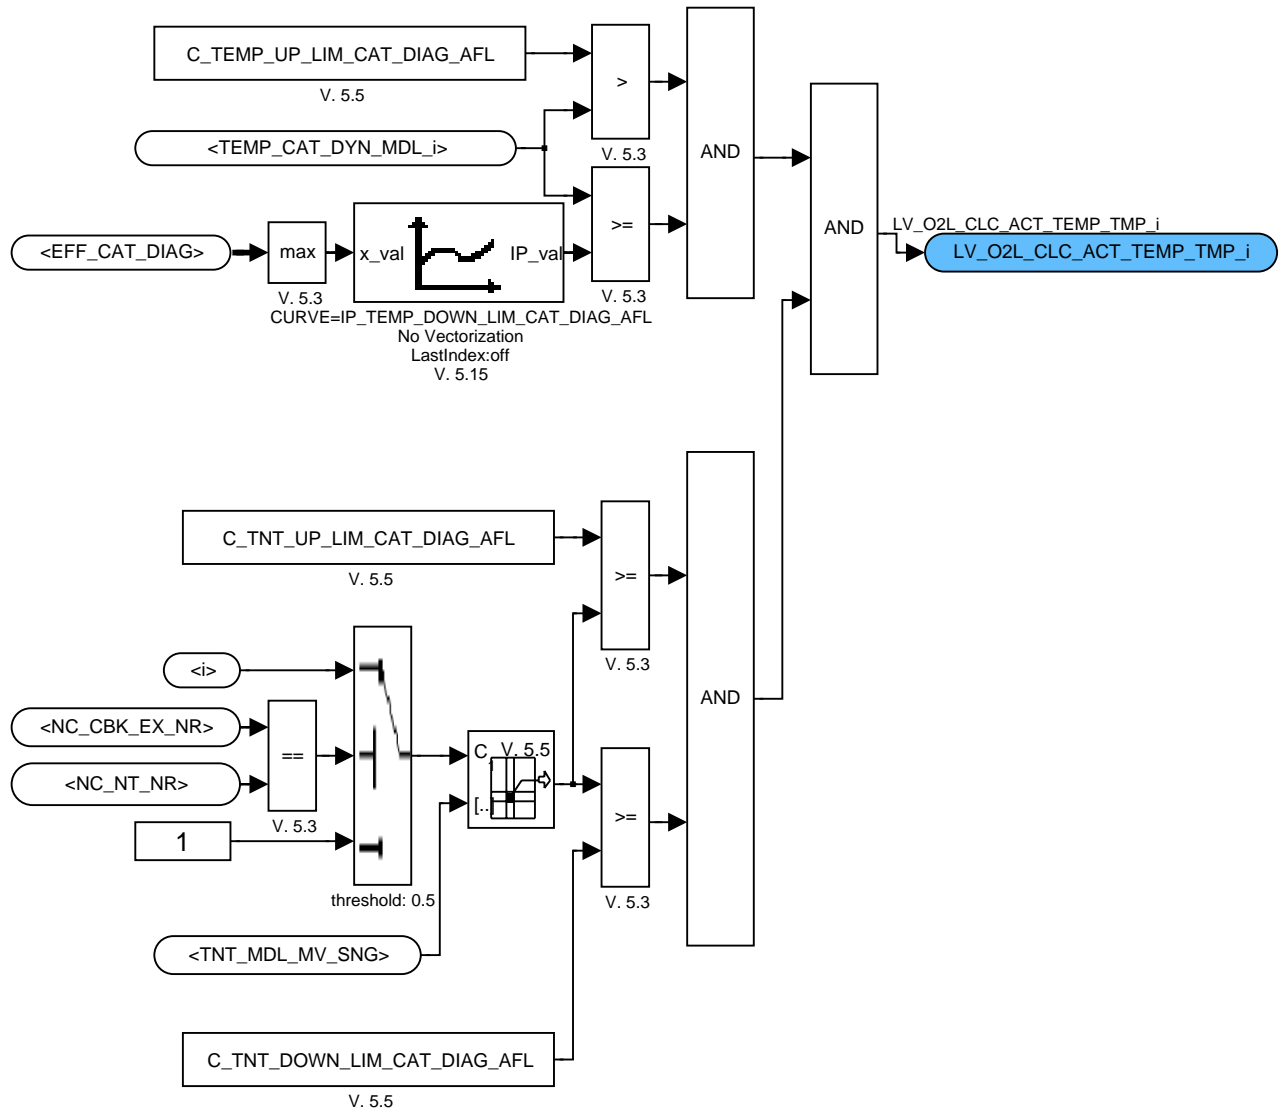 C_TEMP_UP_LIM_CAT_DIAG_AFL
V. 5.5
>
V. 5.3
<TEMP_CAT_DYN_MDL_i>
>=
V. 5.3
AND
AND
<EFF_CAT_DIAG>
max
V. 5.3
x_val
IP_val
CURVE=IP_TEMP_DOWN_LIM_CAT_DIAG_AFL
No Vectorization
LastIndex:off
V. 5.15
LV_O2L_CLC_ACT_TEMP_TMP_i
LV_O2L_CLC_ACT_TEMP_TMP_i
C_TNT_UP_LIM_CAT_DIAG_AFL
V. 5.5
>=
V. 5.3
<i>
<NC_CBK_EX_NR>
<NC_NT_NR>
==
V. 5.3
1
threshold: 0.5
C
V. 5.5
[..]
AND
>=
V. 5.3
<TNT_MDL_MV_SNG>
C_TNT_DOWN_LIM_CAT_DIAG_AFL
V. 5.5